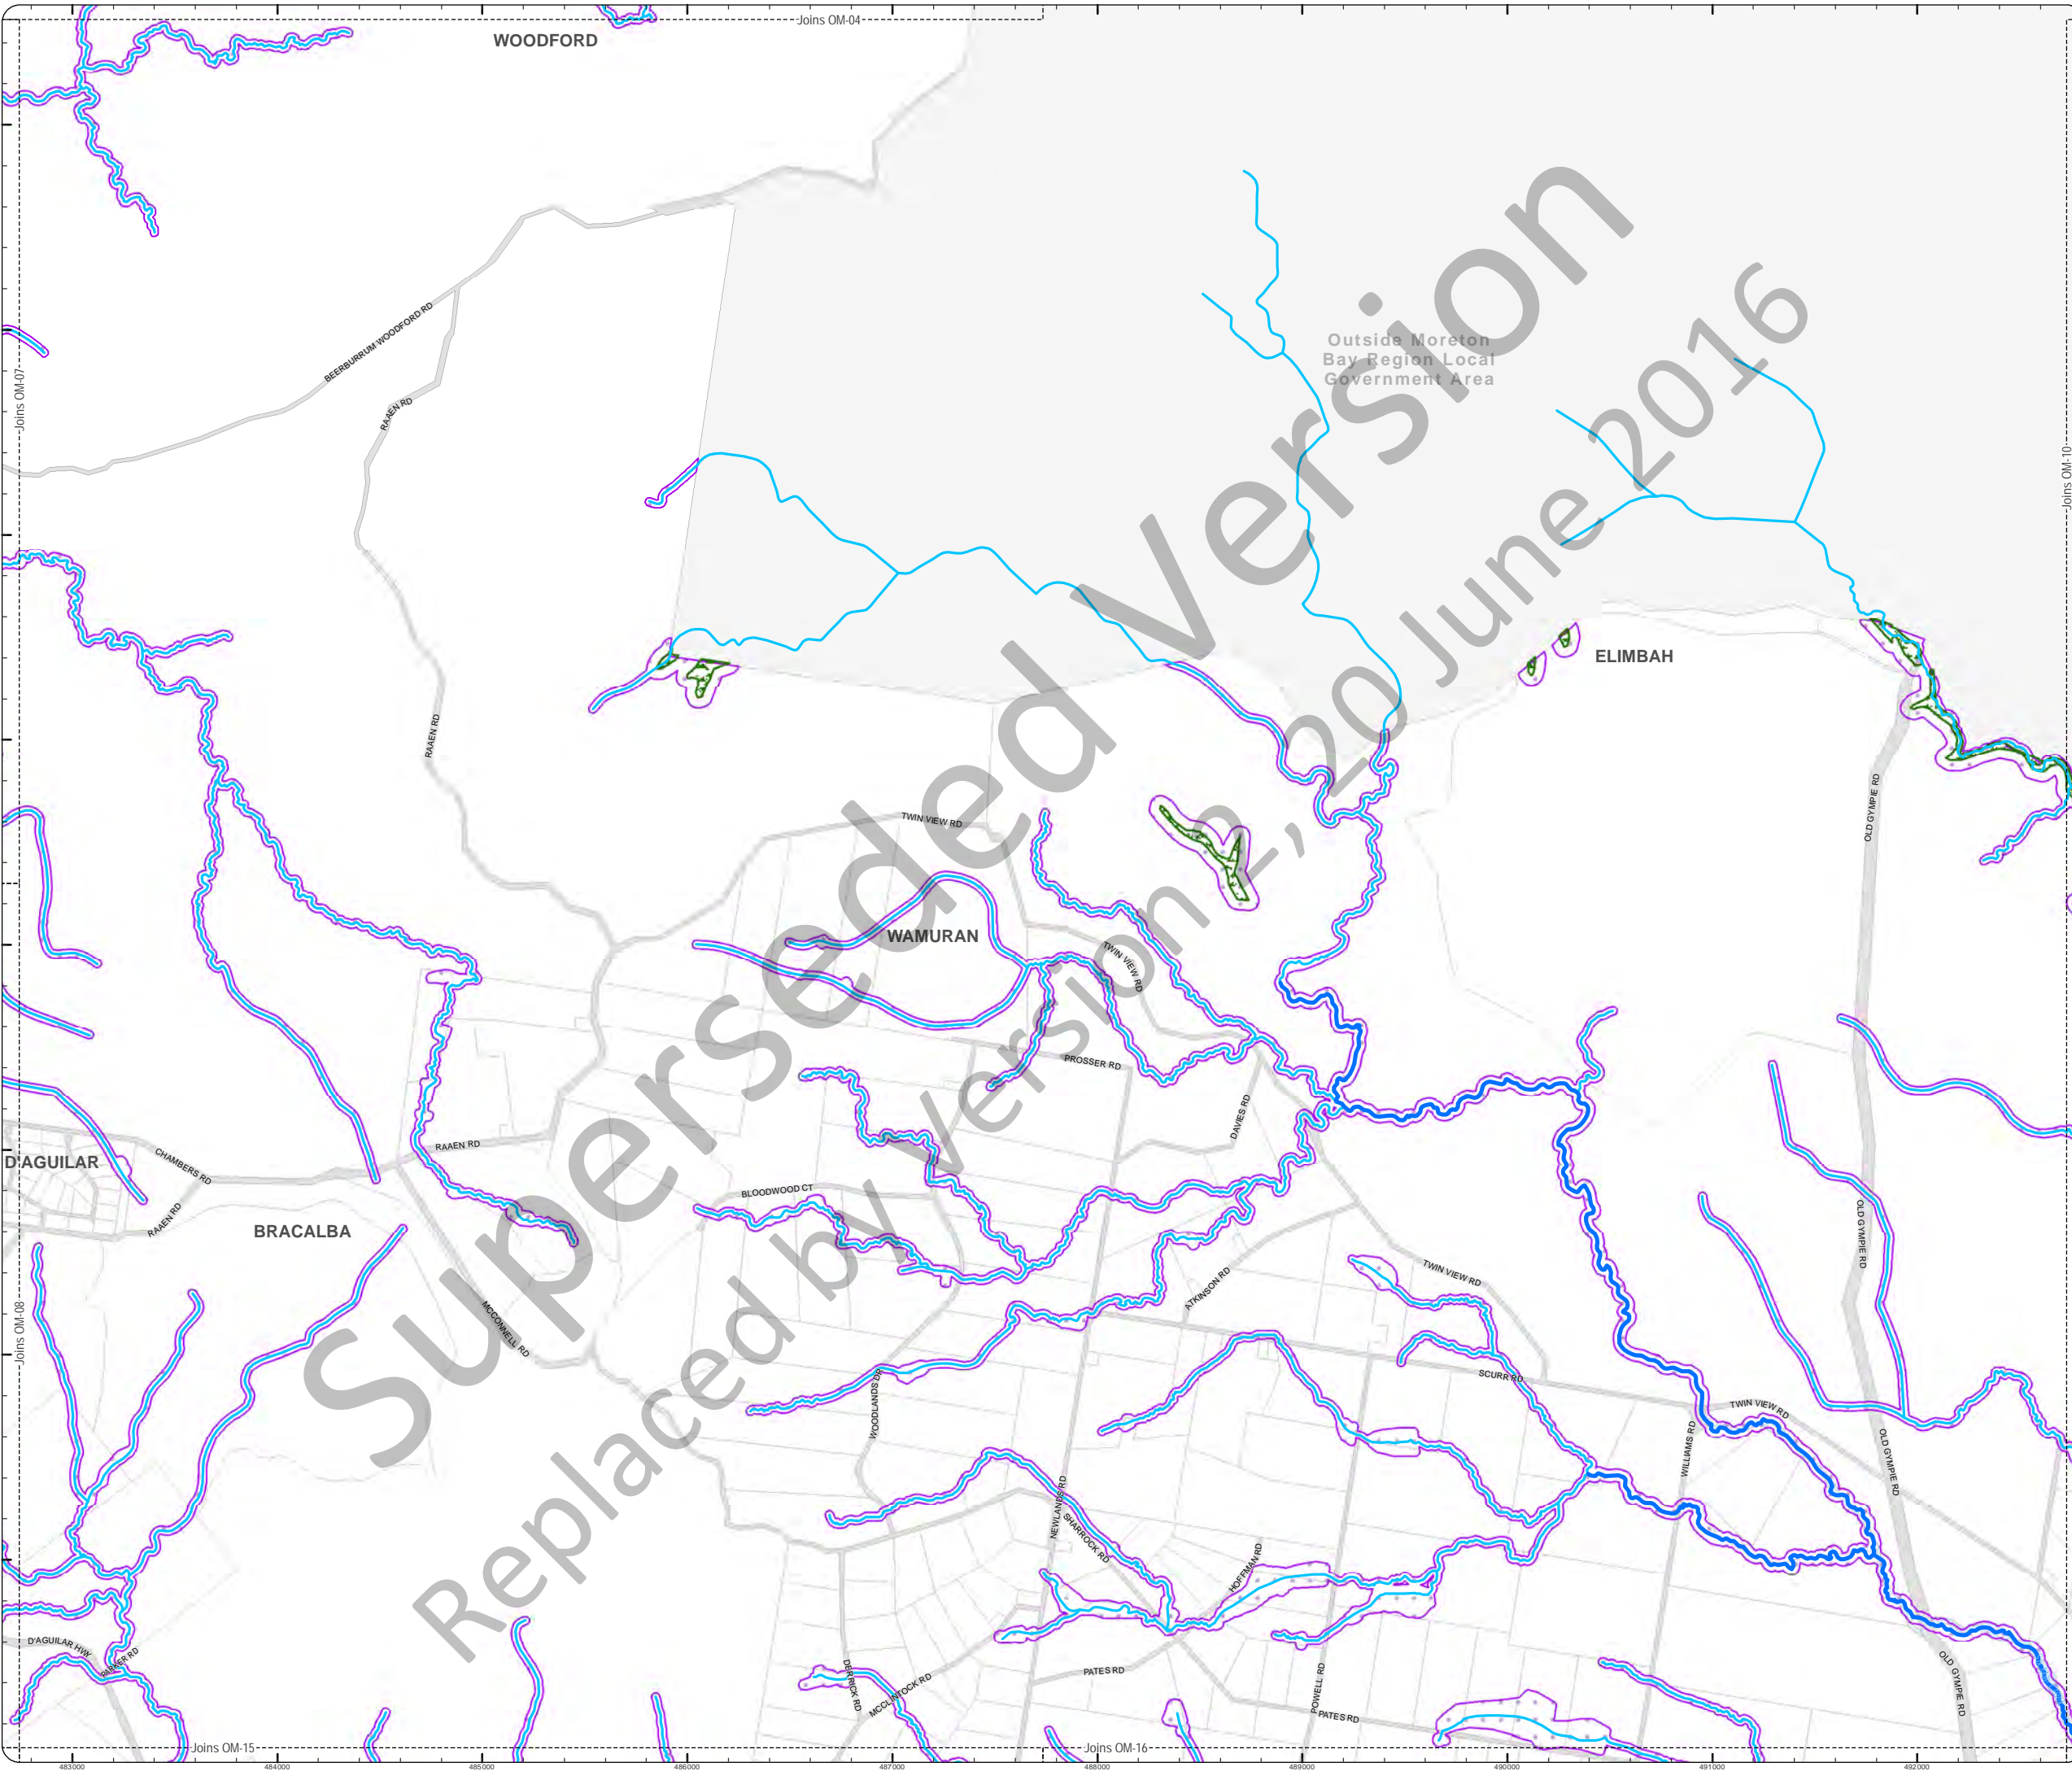 Joins OM-04
WOODFORD
Outside Moreton
Bay Region Local
Government Area
BEERBURRUM WOODFORD RD
Joins OM-07
RAAEN RD
Joins OM-10
ELIMBAH
RAAEN RD
OLD GYMPIE RD
TWIN VIEW RD
WAMURAN
TWIN VIEW RD
PROSSER RD
DAVIES RD
RAAEN RD
D'AGUILAR
CHAMBERS RD
BLOODWOOD CT
RAAEN RD
BRACALBA
OLD GYMPIE RD
TWIN VIEW RD
ATKINSON RD
MCCONNELL RD
Joins OM-08
SCURR RD
WOODLANDS DR
TWIN VIEW RD
WILLIAMS RD
OLD GYMPIE RD
NEWLANDS RD
SHARROCK RD
HOFFMAN RD
D'AGUILAR HWY
PARKER RD
DERRICK RD
MCCLINTOCK RD
PATES RD
POWELL RD
OLD GYMPIE RD
PATES RD
Joins OM-15
Joins OM-16
483000
484000
485000
486000
487000
488000
489000
490000
491000
492000
Superseded Version
Replaced by Version 2, 20 June 2016